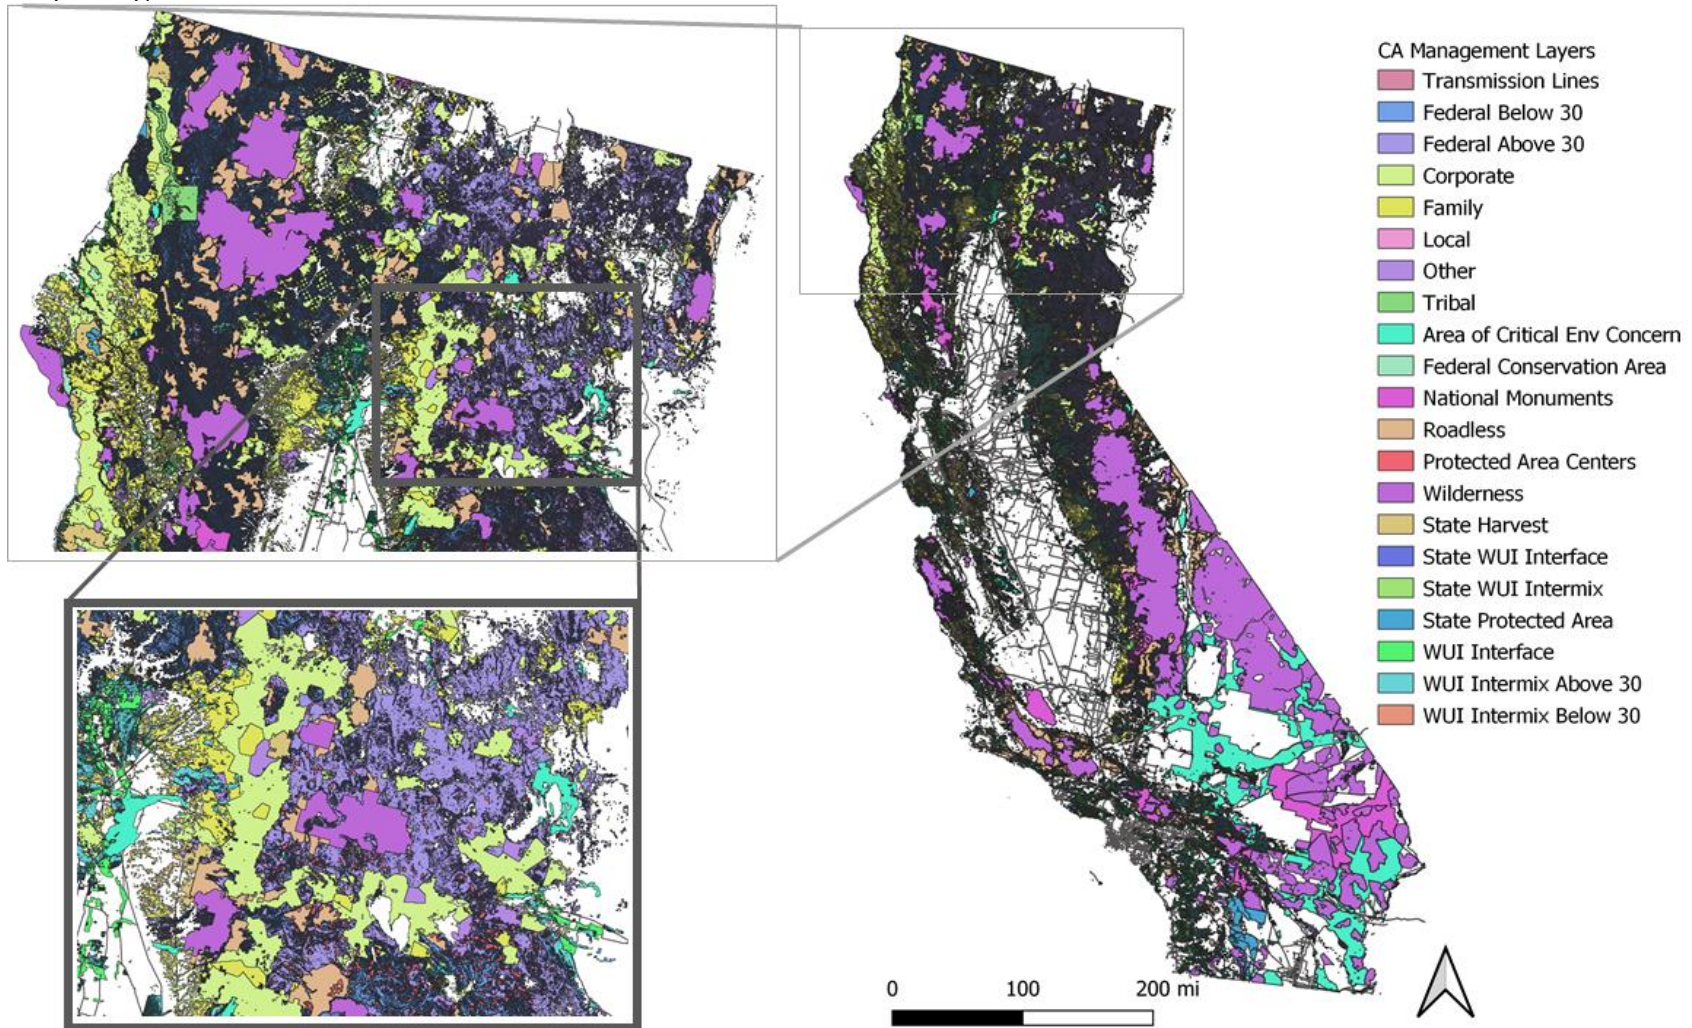 CA Management Layers
Transmission Lines
Federal Below 30
Federal Above 30
Corporate
Family
Local
Other
Tribal
Area of Critical Env Concern
Federal Conservation Area
National Monuments
Roadless
Protected Area Centers
Wilderness
State Harvest
State WUI Interface
State WUI Intermix
State Protected Area
WUI Interface
WUI Intermix Above 30
WUI Intermix Below 30
0 100 200 mi